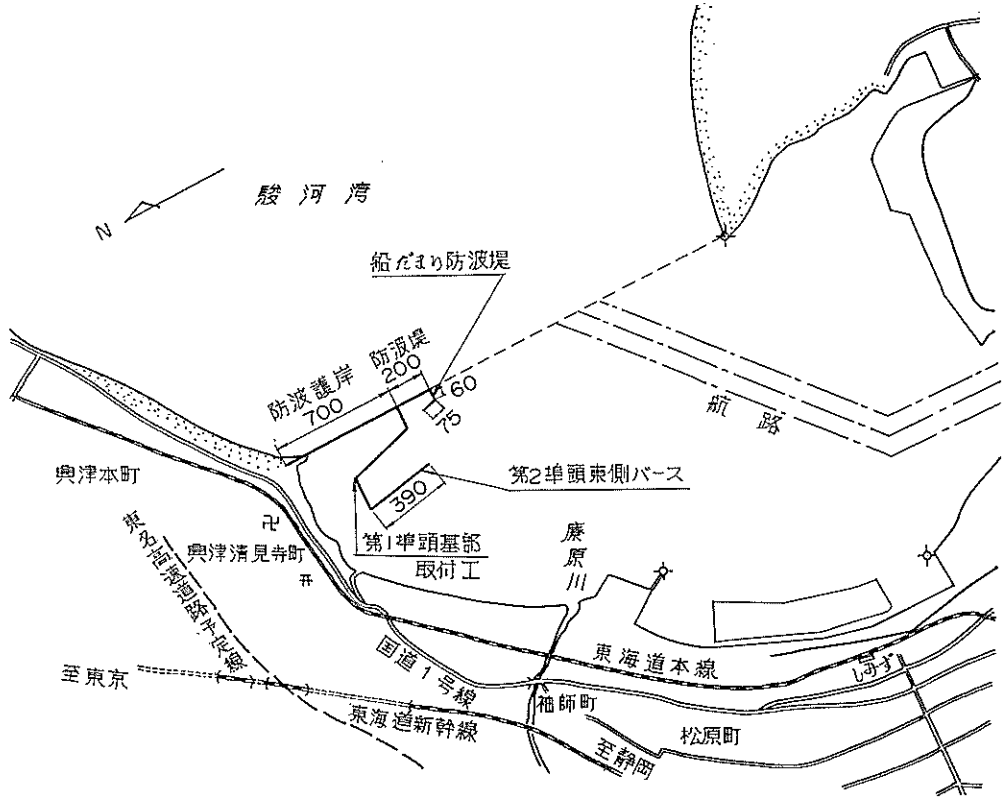 駿河湾
N
船だまり防波堤
防波護岸
700
防波堤
200
60
75
航路
第2埠頭東側バース
390
第1埠頭基部
取付工
興津本町
興津清見寺町
東名高速道路予定線
庵原川
国道1号線
東海道本線
しみず
至東京
東海道新幹線
袖師町
至静岡
松原町